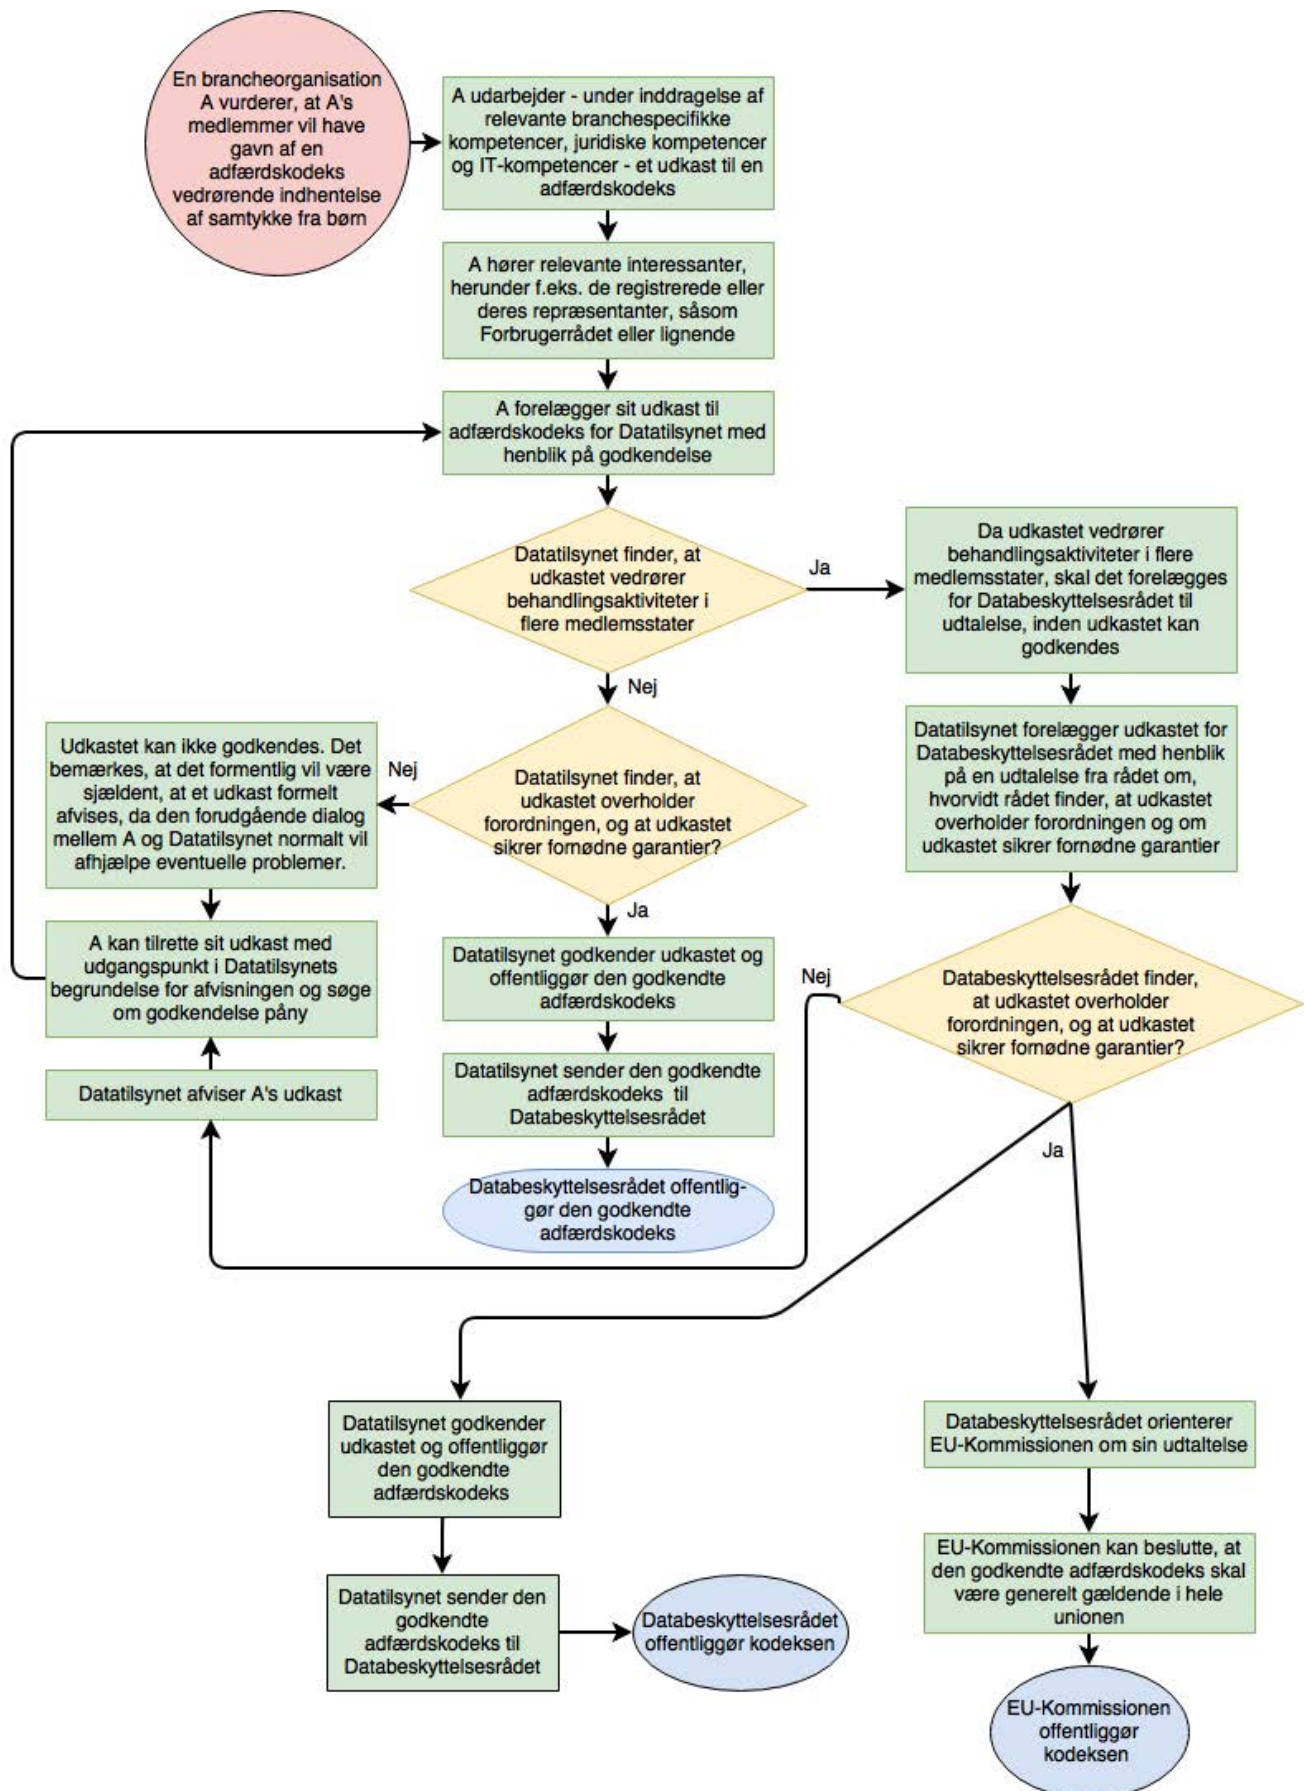 En brancheorganisation
A vurderer, at A's
medlemmer vil have
gavn af en
adfærdskodeks
vedrørende indhentelse
af samtykke fra børn
A udarbejder - under inddragelse af
relevante branchespecifikke
kompetencer, juridiske kompetencer
og IT-kompetencer - et udkast til en
adfærdskodeks
A hører relevante interessanter,
herunder f.eks. de registrerede eller
deres repræsentanter, såsom
Forbrugerrådet eller lignende
A forelægger sit udkast til
adfærdskodeks for Datatilsynet med
henblik på godkendelse
Datatilsynet finder, at
udkastet vedrører
behandlingsaktiviteter i
flere medlemsstater
Ja
Da udkastet vedrører
behandlingsaktiviteter i flere
medlemsstater, skal det forelægges
for Databeskyttelsesrådet til
udtalelse, inden udkastet kan
godkendes
Nej
Datatilsynet forelægger udkastet for
Databeskyttelsesrådet med henblik
på en udtalelse fra rådet om,
hvorvidt rådet finder, at udkastet
overholder forordningen og om
udkastet sikrer fornødne garantier
Datatilsynet finder, at
udkastet overholder
forordningen, og at udkastet
sikrer fornødne garantier?
Nej
Udkastet kan ikke godkendes. Det
bemærkes, at det formentlig vil være
sjældent, at et udkast formelt
afvises, da den forudgående dialog
mellem A og Datatilsynet normalt vil
afhjælpe eventuelle problemer.
Ja
A kan tilrette sit udkast med
udgangspunkt i Datatilsynets
begrundelse for afvisningen og søge
om godkendelse påny
Datatilsynet godkender udkastet og
offentliggør den godkendte
adfærdskodeks
Nej
Databeskyttelsesrådet finder,
at udkastet overholder
forordningen, og at udkastet
sikrer fornødne garantier?
Datatilsynet afviser A's udkast
Datatilsynet sender den godkendte
adfærdskodeks til
Databeskyttelsesrådet
Ja
Databeskyttelsesrådet offentlig-
gør den godkendte
adfærdskodeks
Datatilsynet godkender
udkastet og offentliggør
den godkendte
adfærdskodeks
Databeskyttelsesrådet orienterer
EU-Kommissionen om sin udtaltelse
Datatilsynet sender den
godkendte
adfærdskodeks til
Databeskyttelsesrådet
Databeskyttelsesrådet
offentliggør kodeksen
EU-Kommissionen kan beslutte, at
den godkendte adfærdskodeks skal
være generelt gældende i hele
unionen
EU-Kommissionen
offentliggør
kodeksen